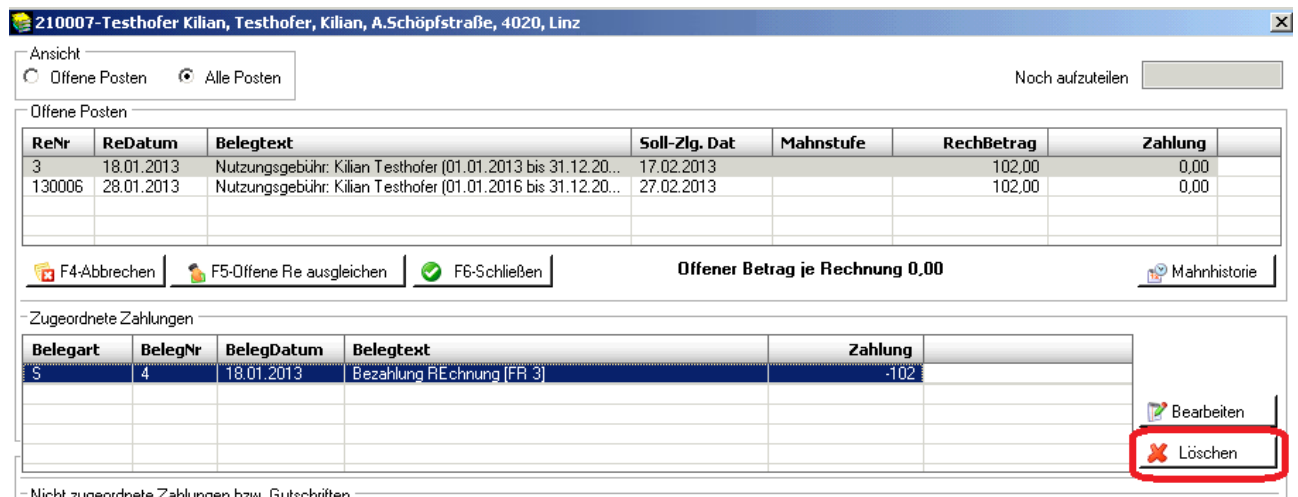 210007-Testhofer Kilian, Testhofer, Kilian, A.Schöpfstraße, 4020, Linz
Ansicht
Offene Posten Alle Posten Noch aufzuteilen
Offene Posten
ReNr ReDatum Belegtext Soll-Zlg. Dat Mahnstufe RechBetrag Zahlung
3 18.01.2013 Nutzungsgebühr: Kilian Testhofer (01.01.2013 bis 31.12.20... 17.02.2013 102,00 0,00
130006 28.01.2013 Nutzungsgebühr: Kilian Testhofer (01.01.2016 bis 31.12.20... 27.02.2013 102,00 0,00
F4-Abbrechen F5-Offene Re ausgleichen F6-Schließen Offener Betrag je Rechnung 0,00 Mahnhistorie
Zugeordnete Zahlungen
Belegart BelegNr BelegDatum Belegtext Zahlung
S 4 18.01.2013 Bezahlung REchnung [FR 3] -102
Bearbeiten
Löschen
Nicht zugeordnete Zahlungen bzw. Gutschriften